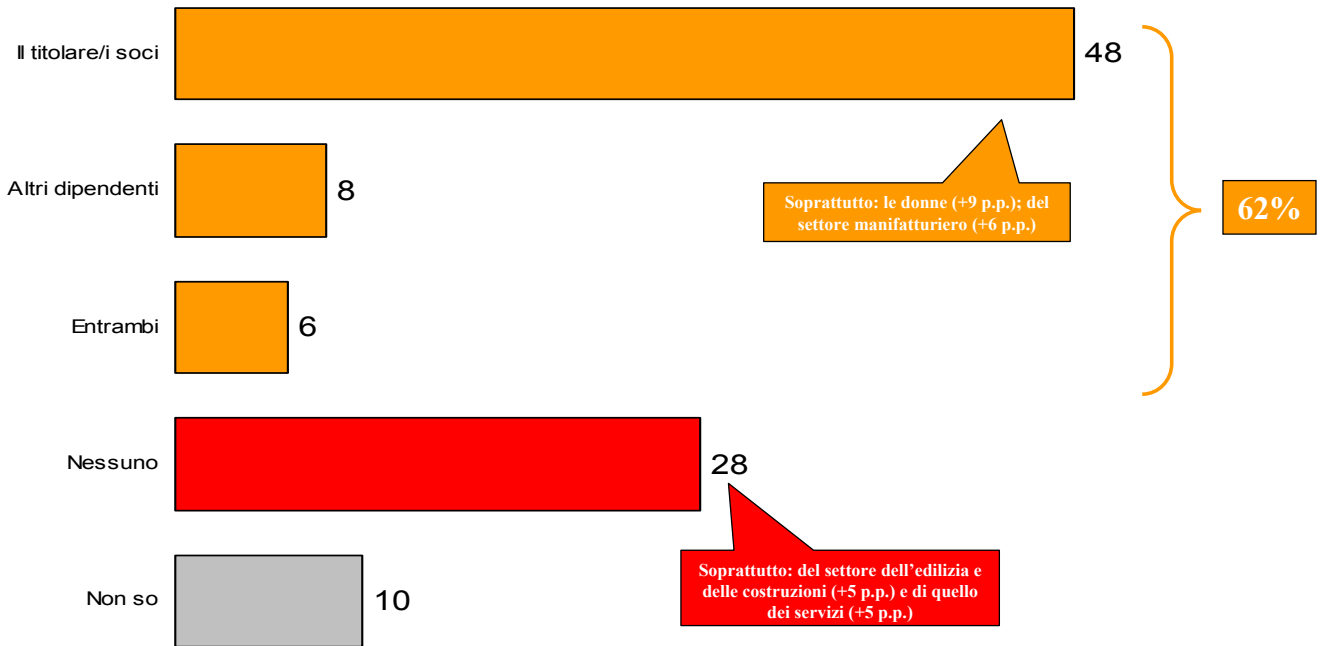 Il titolare/i soci
48
Altri dipendenti
8
Soprattutto: le donne (+9 p.p.); del
settore manifatturiero (+6 p.p.)
62%
Entrambi
6
Nessuno
28
Soprattutto: del settore dell’edilizia e
delle costruzioni (+5 p.p.) e di quello
dei servizi (+5 p.p.)
Non so
10